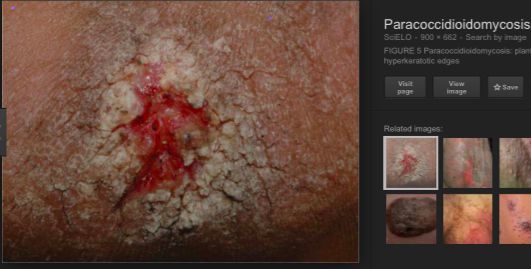 Paracoccidioidomycosis
SciELO - 900 × 662 - Search by image
FIGURE 5 Paracoccidioidomycosis: plan
hyperkeratotic edges
Visit
page
View
image
Save
Related images: